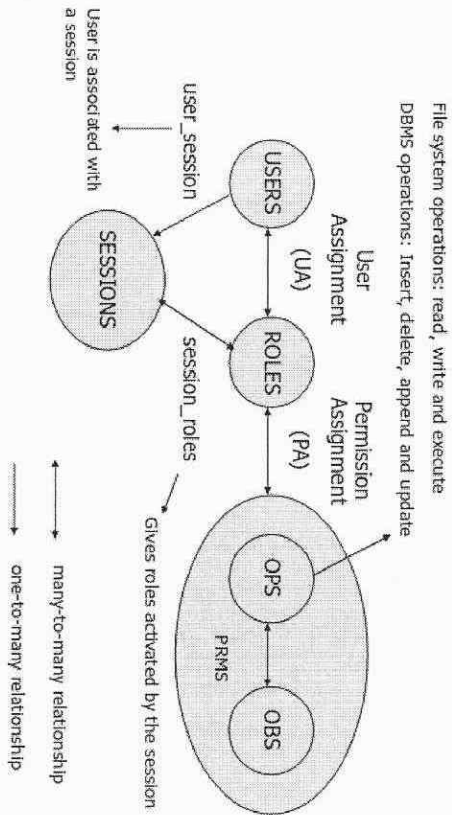 File system operations: read, write and execute
DBMS operations: Insert, delete, append and update
User
Assignment
(UA)
Permission
Assignment
(PA)
USERS
ROLES
OPS
OBS
PRMS
user_session
session_roles
SESSIONS
User is associated with
a session
Gives roles activated by the session
many-to-many relationship
one-to-many relationship